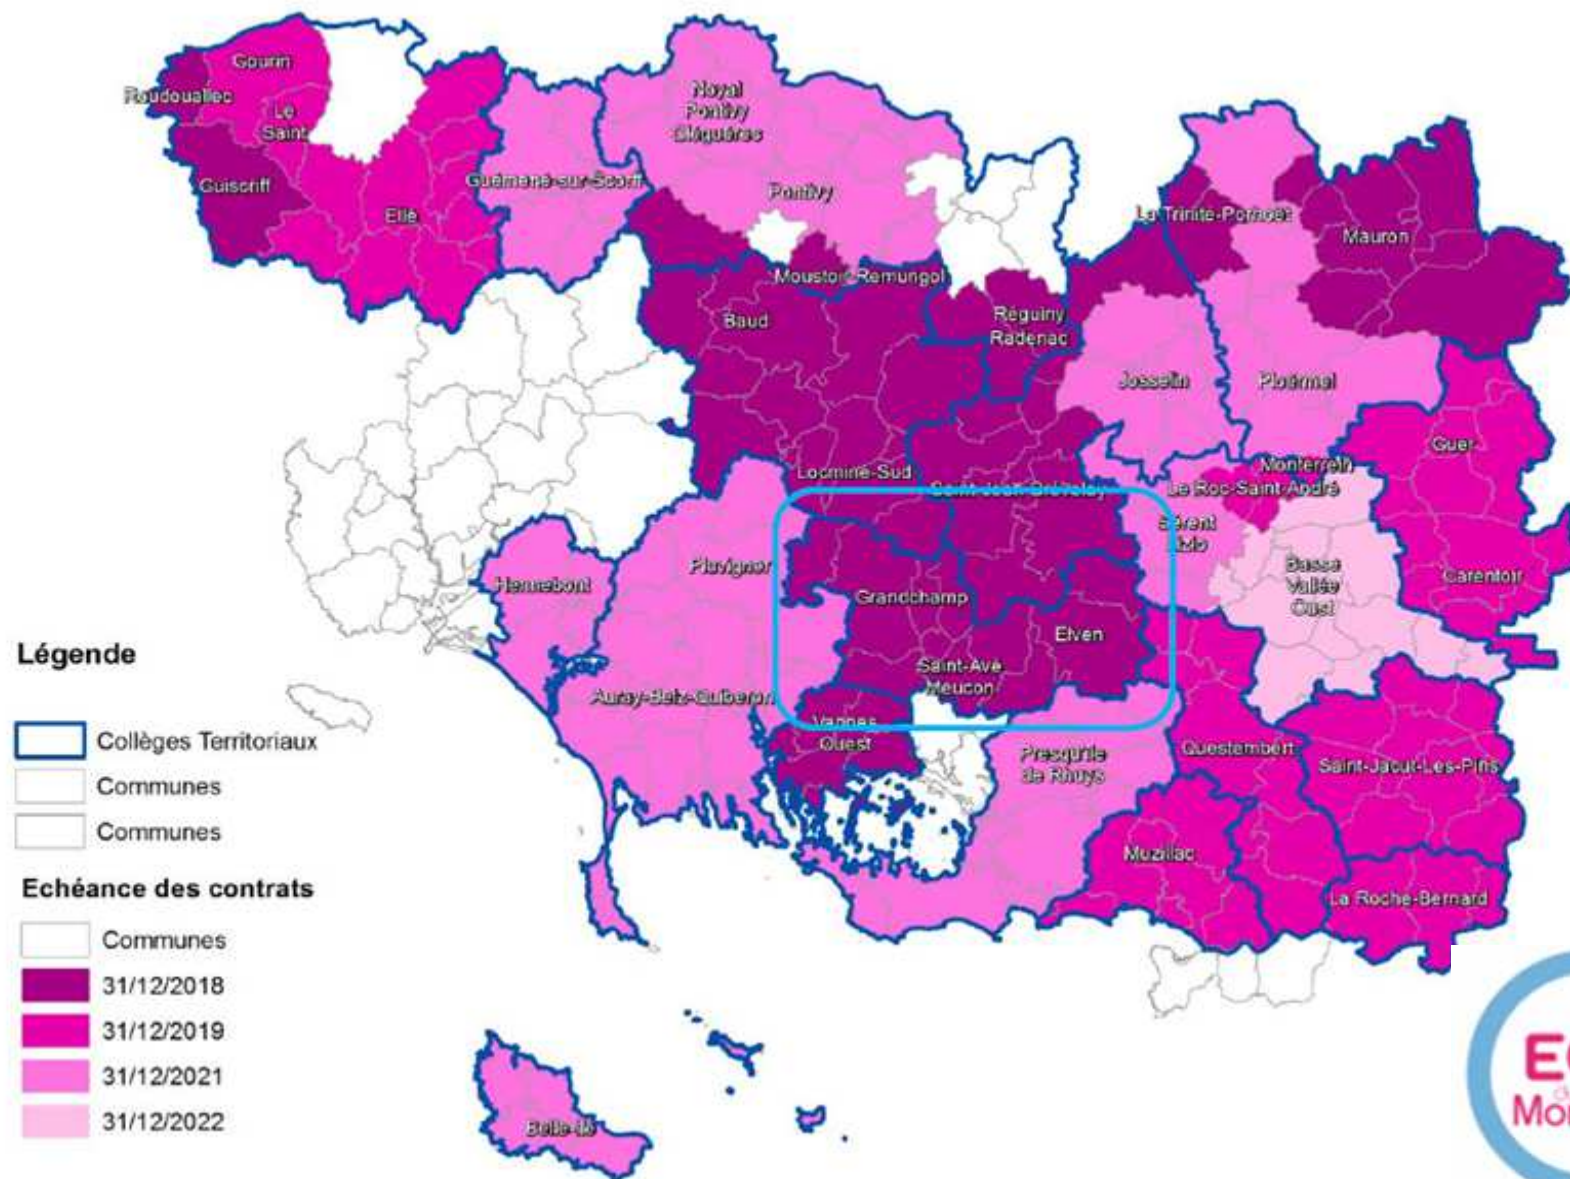 Gourin
Roudouallec
Le
Saint
Guiscriff
Ellé
Guémené-sur-Scorff
Noyal
Pontivy
Cléguérec
Pontivy
La Trinite-Porhoët
Mauron
Moustoir-Remungol
Baud
Réguiny
Radenac
Josselin
Ploërmel
Guer
Monterrein
Le Roc-Saint-André
Locminé-Sud
Saint-Jean-Brévelay
Sérent
Lizio
Basse
Vallée
Oust
Carentoir
Hennebont
Pluvigner
Grandchamp
Elven
Saint-Avé
Meucon
Auray-Belz-Quiberon
Vannes
Ouest
Presqu'ile
de Rhuys
Questembert
Saint-Jacut-Les-Pins
Muzillac
La Roche-Bernard
Légende
Collèges Territoriaux
Communes
Communes
Echéance des contrats
Communes
31/12/2018
31/12/2019
31/12/2021
31/12/2022